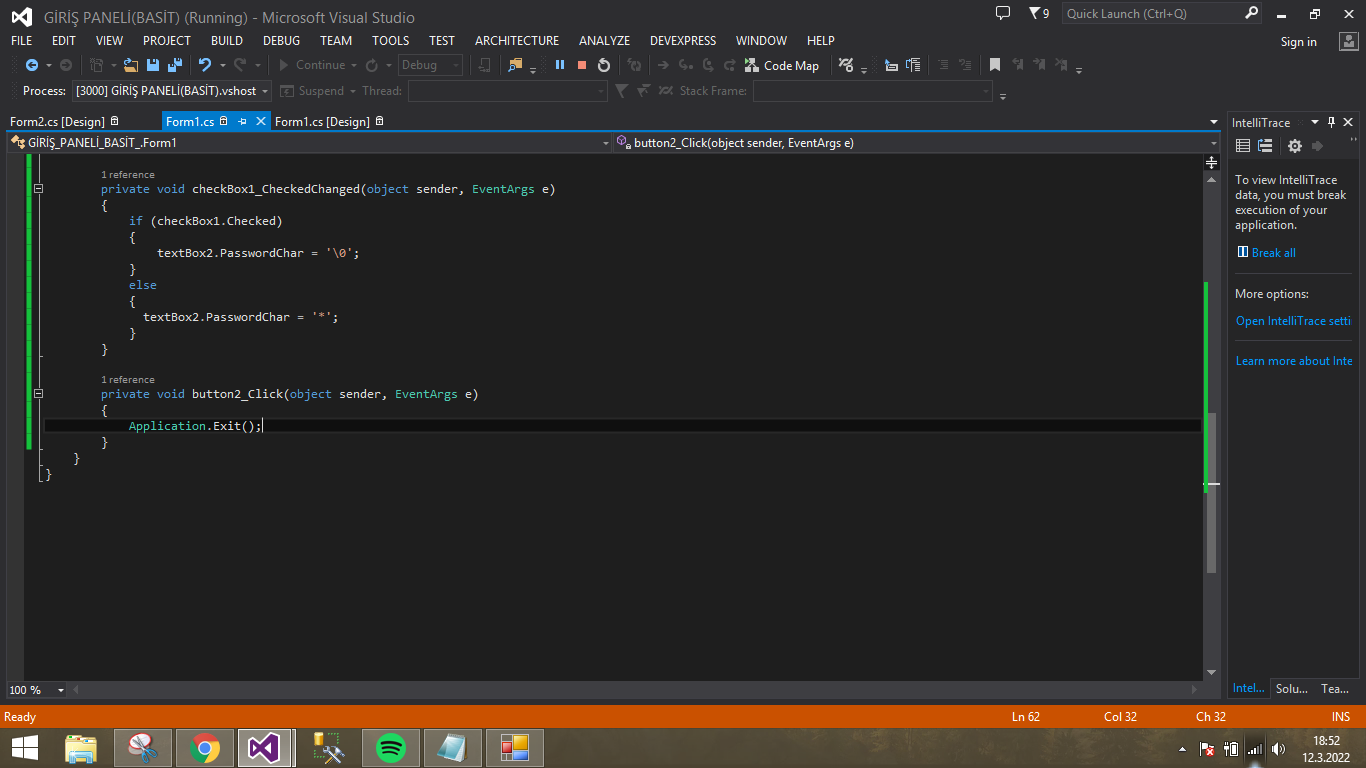 GİRİŞ PANELİ(BASİT) (Running) - Microsoft Visual Studio
9
Quick Launch (Ctrl+Q)
FILE EDIT VIEW PROJECT BUILD DEBUG TEAM TOOLS TEST ARCHITECTURE ANALYZE DEVEXPRESS WINDOW HELP
Sign in
Continue Debug Code Map
Process: [3000] GİRİŞ PANELİ(BASİT).vshost Suspend Thread: Stack Frame:
Form2.cs [Design] Form1.cs Form1.cs [Design]
GİRİŞ_PANELİ_BASİT_.Form1 button2_Click(object sender, EventArgs e)
1 reference
private void checkBox1_CheckedChanged(object sender, EventArgs e)
{
if (checkBox1.Checked)
{
textBox2.PasswordChar = '\0';
}
else
{
textBox2.PasswordChar = '*';
}
}
1 reference
private void button2_Click(object sender, EventArgs e)
{
Application.Exit();
}
}
}
IntelliTrace
To view IntelliTrace
data, you must break
execution of your
application.
Break all
More options:
Open IntelliTrace setti
Learn more about Inte
Intel... Solu... Tea...
100 %
Ready Ln 62 Col 32 Ch 32 INS
18:52
12.3.2022